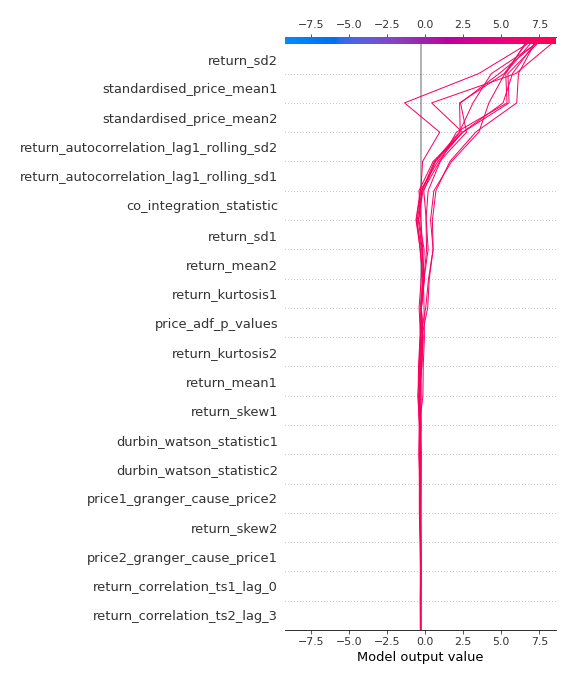 −7.5 −5.0 −2.5 0.0 2.5 5.0 7.5
return_sd2
standardised_price_mean1
standardised_price_mean2
return_autocorrelation_lag1_rolling_sd2
return_autocorrelation_lag1_rolling_sd1
co_integration_statistic
return_sd1
return_mean2
return_kurtosis1
price_adf_p_values
return_kurtosis2
return_mean1
return_skew1
durbin_watson_statistic1
durbin_watson_statistic2
price1_granger_cause_price2
return_skew2
price2_granger_cause_price1
return_correlation_ts1_lag_0
return_correlation_ts2_lag_3
−7.5 −5.0 −2.5 0.0 2.5 5.0 7.5
Model output value